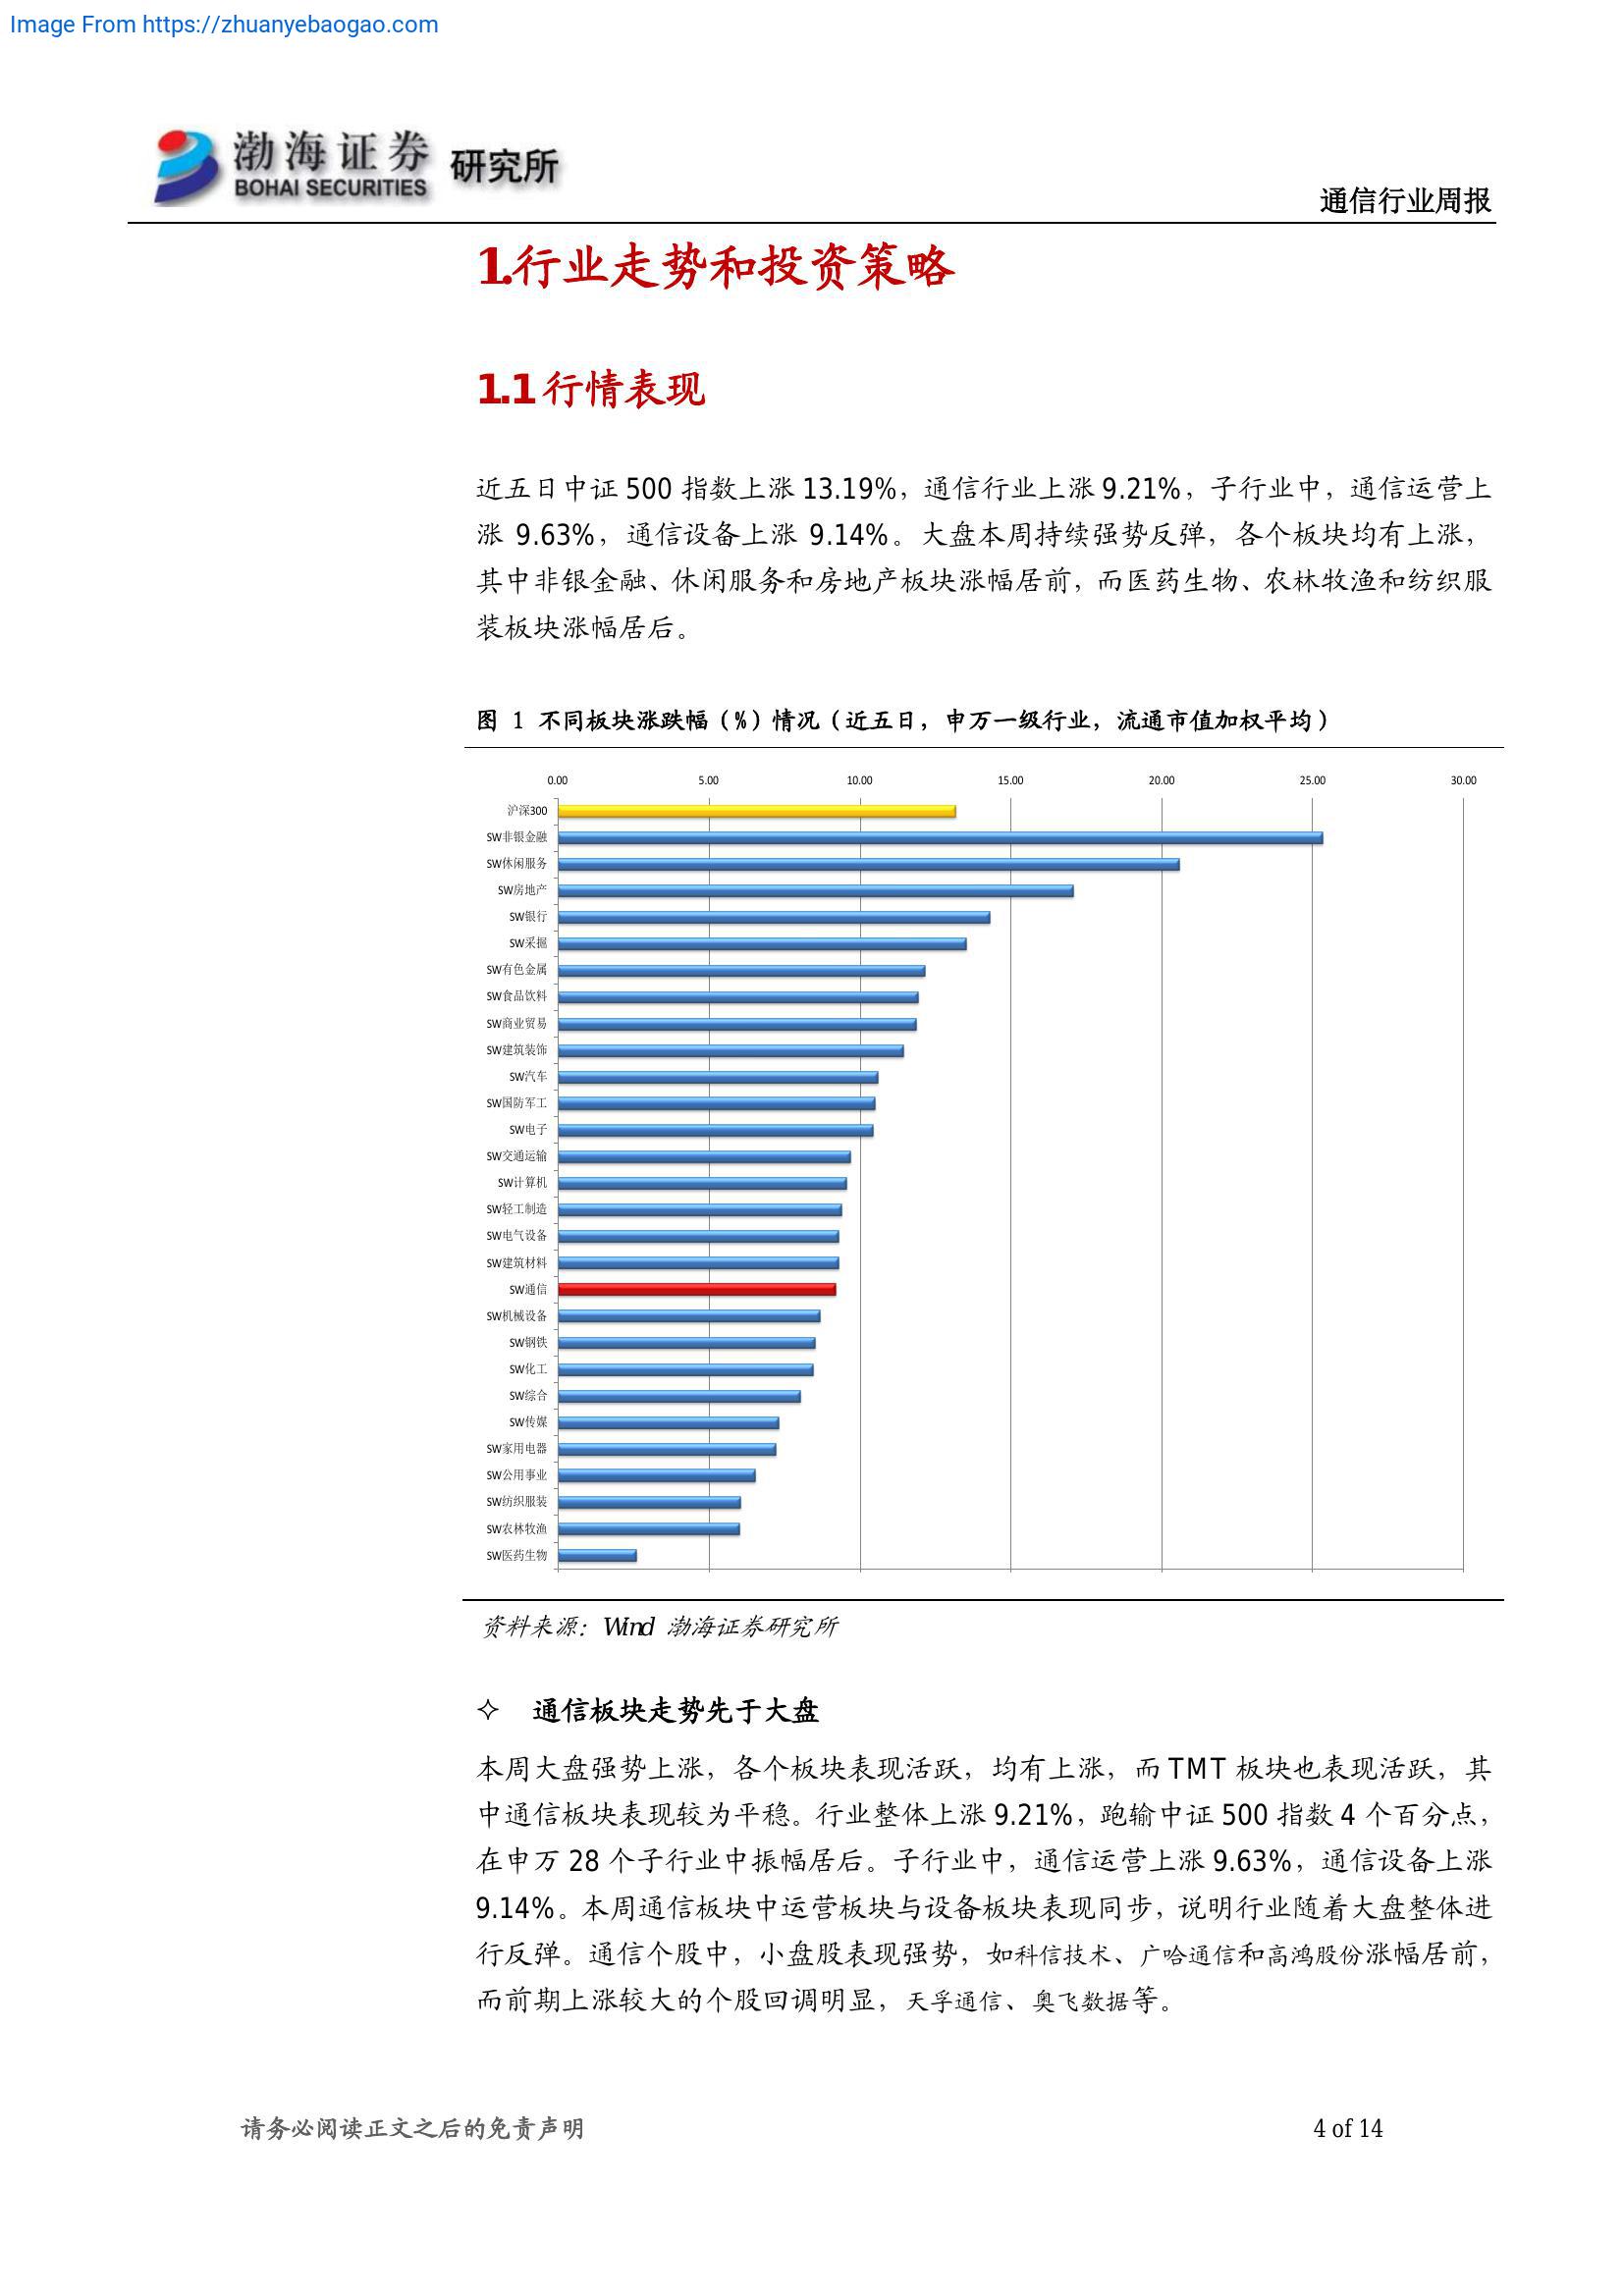 Image From https://zhuanyebaogao.com
渤海证券 研究所
BOHAI SECURITIES
通信行业周报
1.行业走势和投资策略
1.1 行情表现
近五日中证 500 指数上涨 13.19%，通信行业上涨 9.21%，子行业中，通信运营上
涨 9.63%，通信设备上涨 9.14%。大盘本周持续强势反弹，各个板块均有上涨，
其中非银金融、休闲服务和房地产板块涨幅居前，而医药生物、农林牧渔和纺织服
装板块涨幅居后。
图 1 不同板块涨跌幅（%）情况（近五日，申万一级行业，流通市值加权平均）
0.00 5.00 10.00 15.00 20.00 25.00 30.00
沪深300
SW非银金融
SW休闲服务
SW房地产
SW银行
SW采掘
SW有色金属
SW食品饮料
SW商业贸易
SW建筑装饰
SW汽车
SW国防军工
SW电子
SW交通运输
SW计算机
SW轻工制造
SW电气设备
SW建筑材料
SW通信
SW机械设备
SW钢铁
SW化工
SW综合
SW传媒
SW家用电器
SW公用事业
SW纺织服装
SW农林牧渔
SW医药生物
资料来源：Wind 渤海证券研究所
✧ 通信板块走势先于大盘
本周大盘强势上涨，各个板块表现活跃，均有上涨，而 TMT 板块也表现活跃，其
中通信板块表现较为平稳。行业整体上涨 9.21%，跑输中证 500 指数 4 个百分点，
在申万 28 个子行业中振幅居后。子行业中，通信运营上涨 9.63%，通信设备上涨
9.14%。本周通信板块中运营板块与设备板块表现同步，说明行业随着大盘整体进
行反弹。通信个股中，小盘股表现强势，如科信技术、广哈通信和高鸿股份涨幅居前，
而前期上涨较大的个股回调明显，天孚通信、奥飞数据等。
请务必阅读正文之后的免责声明
4 of 14